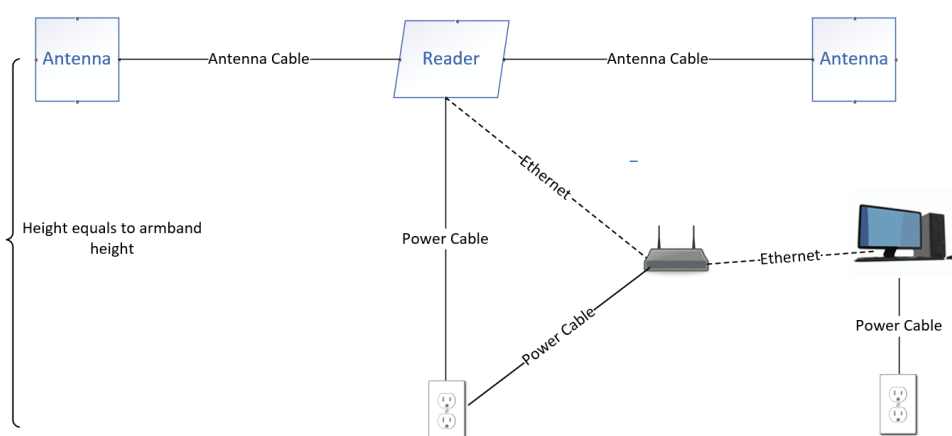 Antenna
Antenna Cable
Reader
Antenna Cable
Antenna
Ethernet
Height equals to armband
height
Power Cable
Ethernet
Power Cable
Power Cable